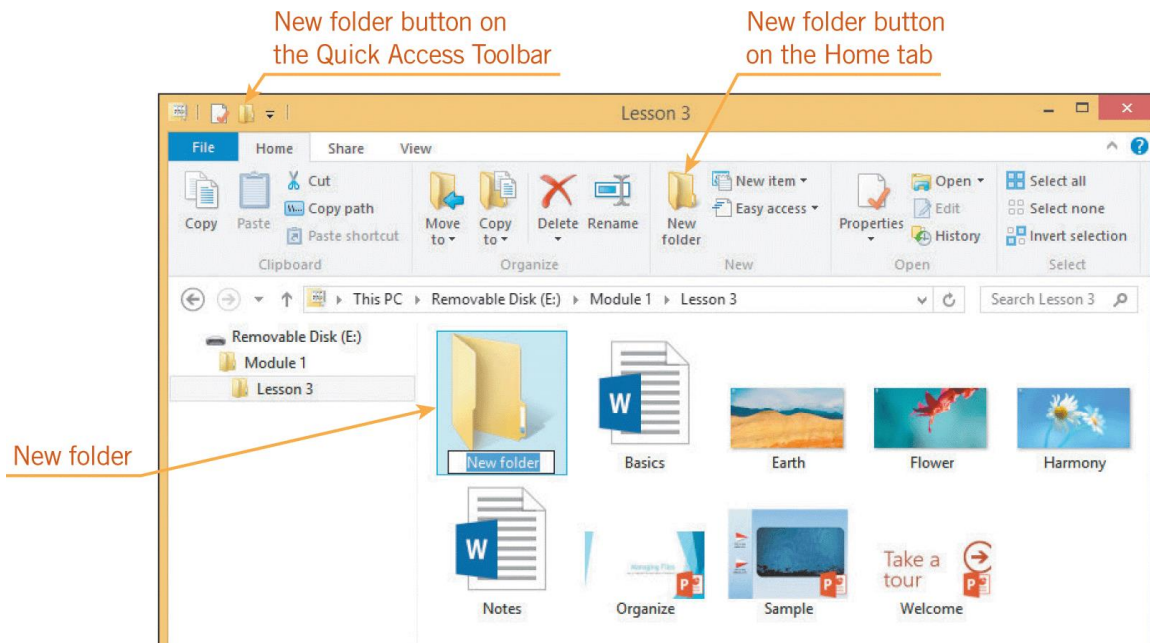 New folder button on
the Quick Access Toolbar
New folder button
on the Home tab
Lesson 3
File Home Share View
Copy
Paste
Cut
W... Copy path
Paste shortcut
Clipboard
Move
to
Copy
to
Delete
Rename
Organize
New
folder
New item
Easy access
New
Properties
Open
Edit
History
Open
Select all
Select none
Invert selection
Select
This PC Removable Disk (E:) Module 1 Lesson 3
Search Lesson 3
Removable Disk (E:)
Module 1
Lesson 3
New folder
New folder
W
Basics
Earth
Flower
Harmony
W
Notes
Managing Files
P
Organize
P
Sample
Take a
tour
P
Welcome